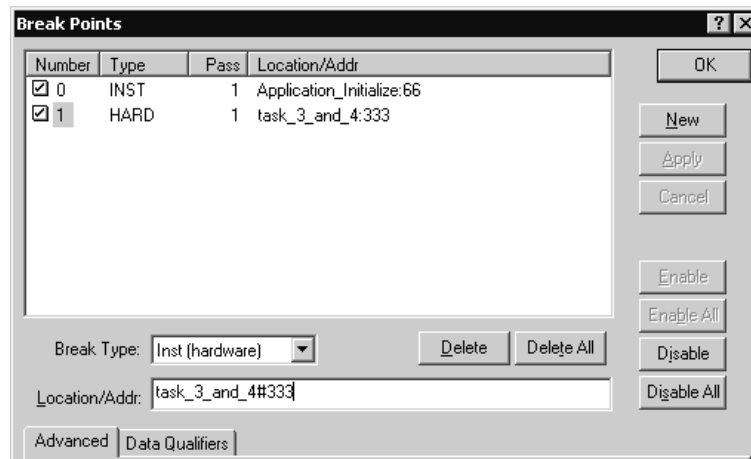 Break Points
Number Type Pass Location/Addr
0 INST 1 Application_Initialize:66
1 HARD 1 task_3_and_4:333
OK
New
Apply
Cancel
Enable
Enable All
Disable
Disable All
Break Type: Inst (hardware) Delete Delete All
Location/Addr: task_3_and_4#333
Advanced Data Qualifiers